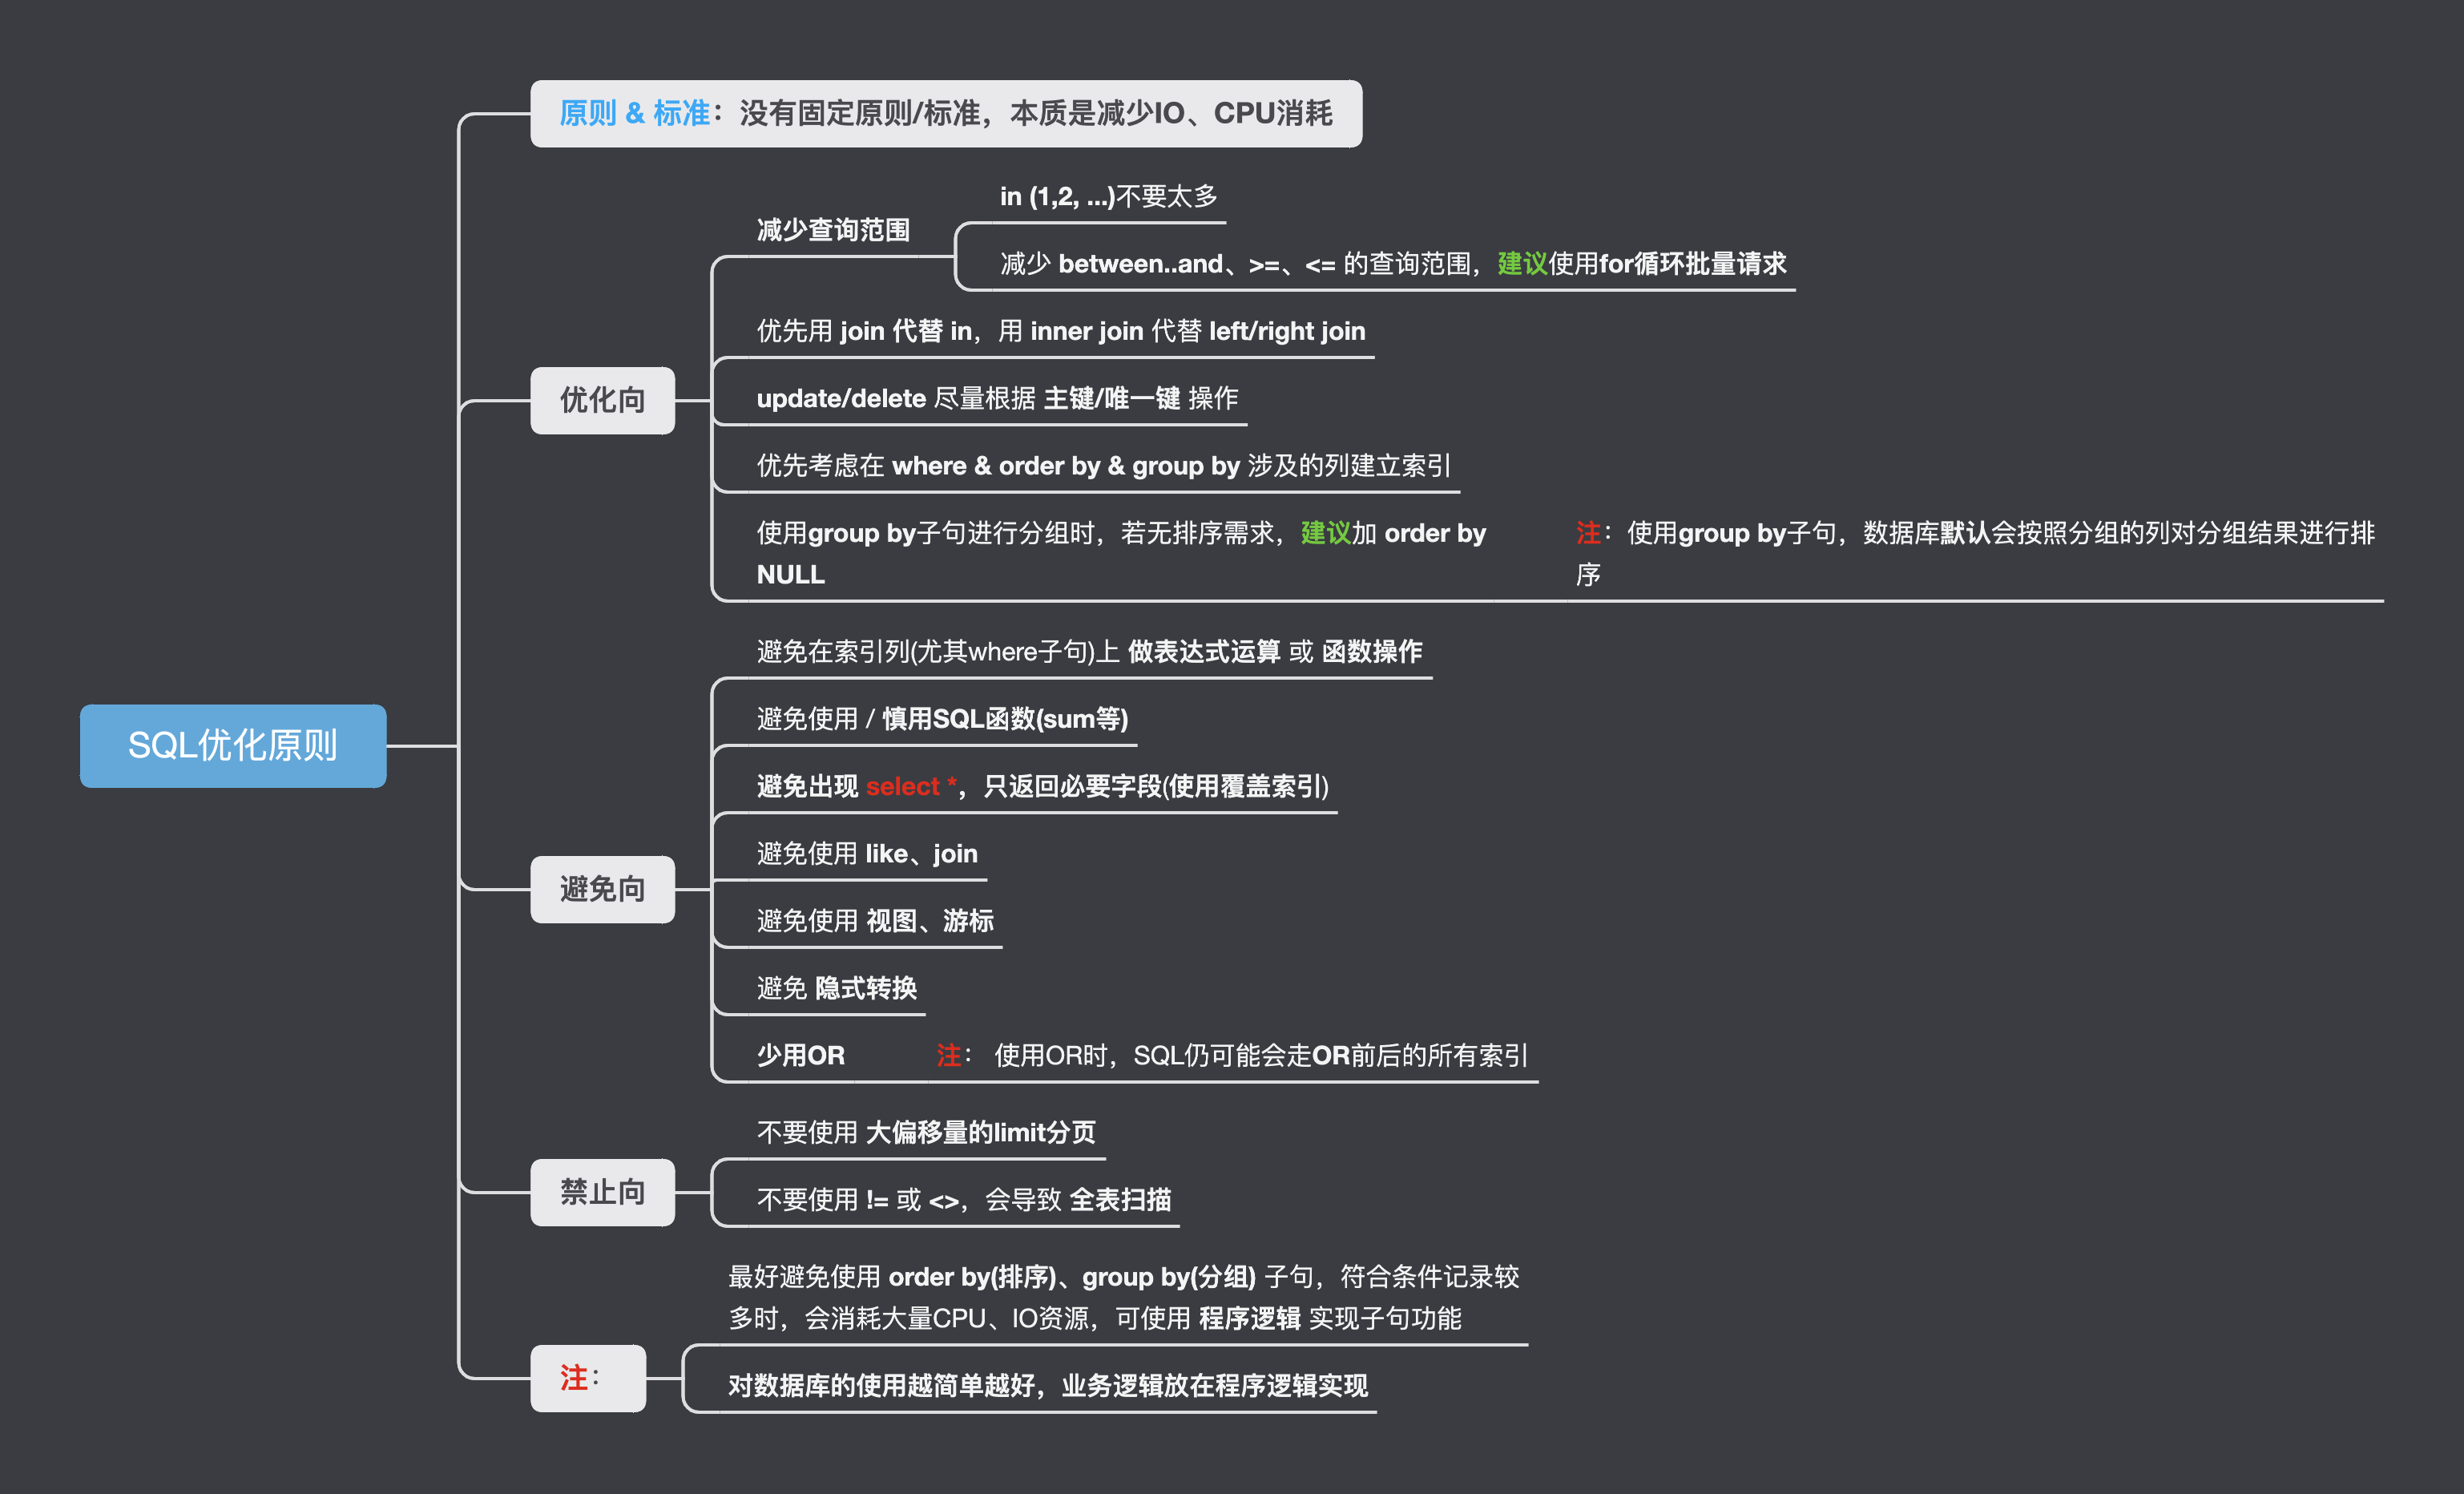 原则 & 标准：没有固定原则/标准，本质是减少IO、CPU消耗
in (1,2, ...)不要太多
减少查询范围
减少 between..and、>=、<= 的查询范围，建议使用for循环批量请求
优先用 join 代替 in，用 inner join 代替 left/right join
优化向
update/delete 尽量根据 主键/唯一键 操作
优先考虑在 where & order by & group by 涉及的列建立索引
使用group by子句进行分组时，若无排序需求，建议加 order by
NULL
注：使用group by子句，数据库默认会按照分组的列对分组结果进行排
序
避免在索引列(尤其where子句)上 做表达式运算 或 函数操作
避免使用 / 慎用SQL函数(sum等)
SQL优化原则
避免出现 select *，只返回必要字段(使用覆盖索引)
避免使用 like、join
避免向
避免使用 视图、游标
避免 隐式转换
少用OR
注： 使用OR时，SQL仍可能会走OR前后的所有索引
不要使用 大偏移量的limit分页
禁止向
不要使用 != 或 <>，会导致 全表扫描
最好避免使用 order by(排序)、group by(分组) 子句，符合条件记录较
多时，会消耗大量CPU、IO资源，可使用 程序逻辑 实现子句功能
注：
对数据库的使用越简单越好，业务逻辑放在程序逻辑实现